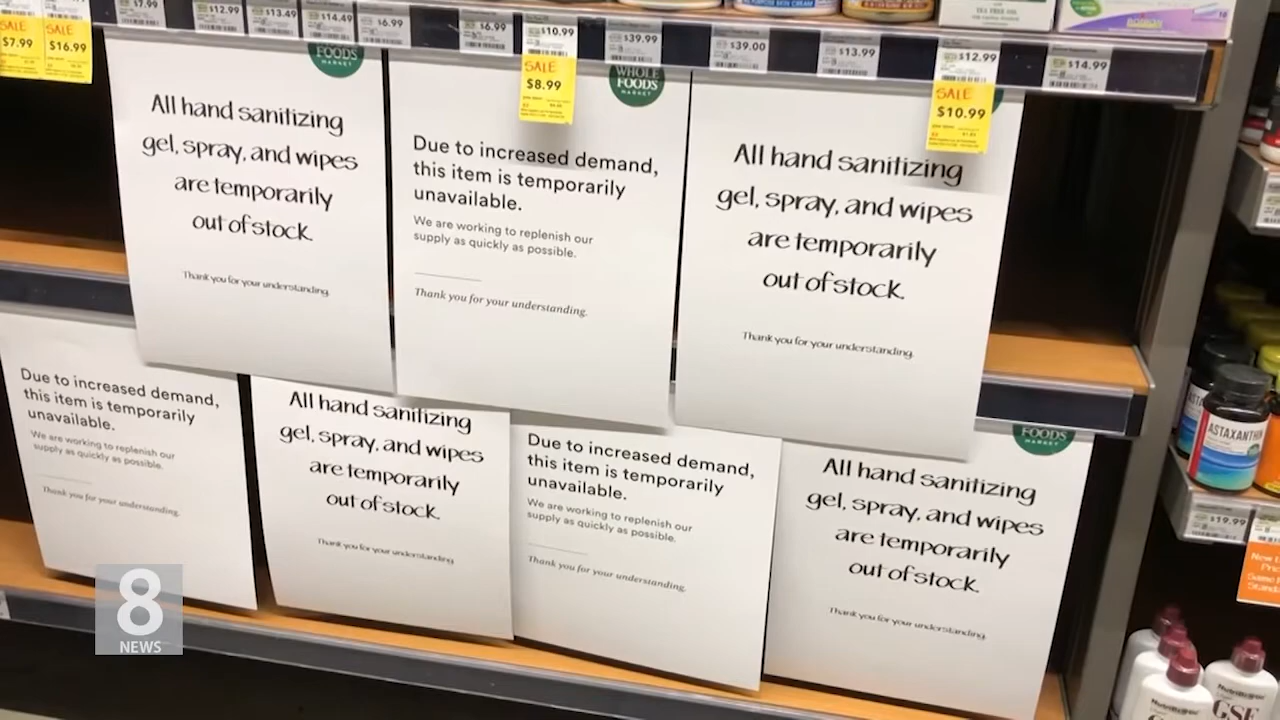 $7.99
$12.99
$13.49
$14.49
$6.99
$6.99
$10.99
$39.99
$39.00
$13.99
$12.99
$14.99
SALE
$7.99
SALE
$16.99
SALE
$8.99
SALE
$10.99
FOODS
MARKET
All hand sanitizing
gel, spray, and wipes
are temporarily
out of stock.
Thank you for your understanding.
WHOLE
FOODS
MARKET
Due to increased demand,
this item is temporarily
unavailable.
We are working to replenish our
supply as quickly as possible.
Thank you for your understanding.
All hand sanitizing
gel, spray, and wipes
are temporarily
out of stock.
Thank you for your understanding.
Due to increased demand,
this item is temporarily
unavailable.
We are working to replenish our
supply as quickly as possible.
Thank you for your understanding.
All hand sanitizing
gel, spray, and wipes
are temporarily
out of stock.
Thank you for your understanding.
Due to increased demand,
this item is temporarily
unavailable.
We are working to replenish our
supply as quickly as possible.
Thank you for your understanding.
FOODS
MARKET
All hand sanitizing
gel, spray, and wipes
are temporarily
out of stock.
Thank you for your understanding.
ASTAXANTHIN
$19.99
GSE
8
NEWS